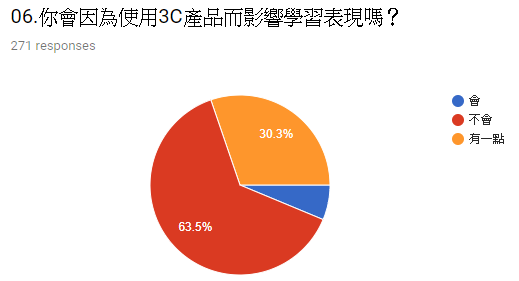 06.你會因為使用3C產品而影響學習表現嗎？
271 responses
會
不會
有一點
30.3%
63.5%